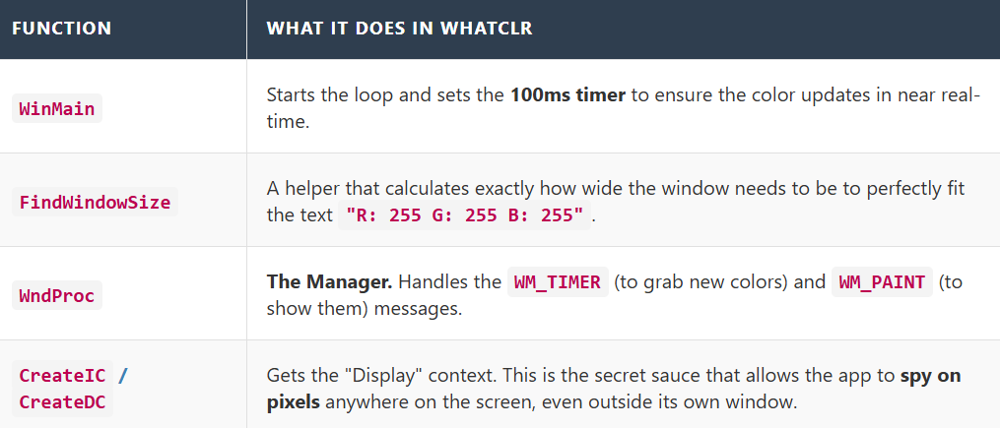 FUNCTION
WHAT IT DOES IN WHATCLR
WinMain
Starts the loop and sets the 100ms timer to ensure the color updates in near real-
time.
FindWindowSize
A helper that calculates exactly how wide the window needs to be to perfectly fit
the text "R: 255 G: 255 B: 255" .
WndProc
The Manager. Handles the WM_TIMER (to grab new colors) and WM_PAINT (to
show them) messages.
CreateIC /
CreateDC
Gets the "Display" context. This is the secret sauce that allows the app to spy on
pixels anywhere on the screen, even outside its own window.